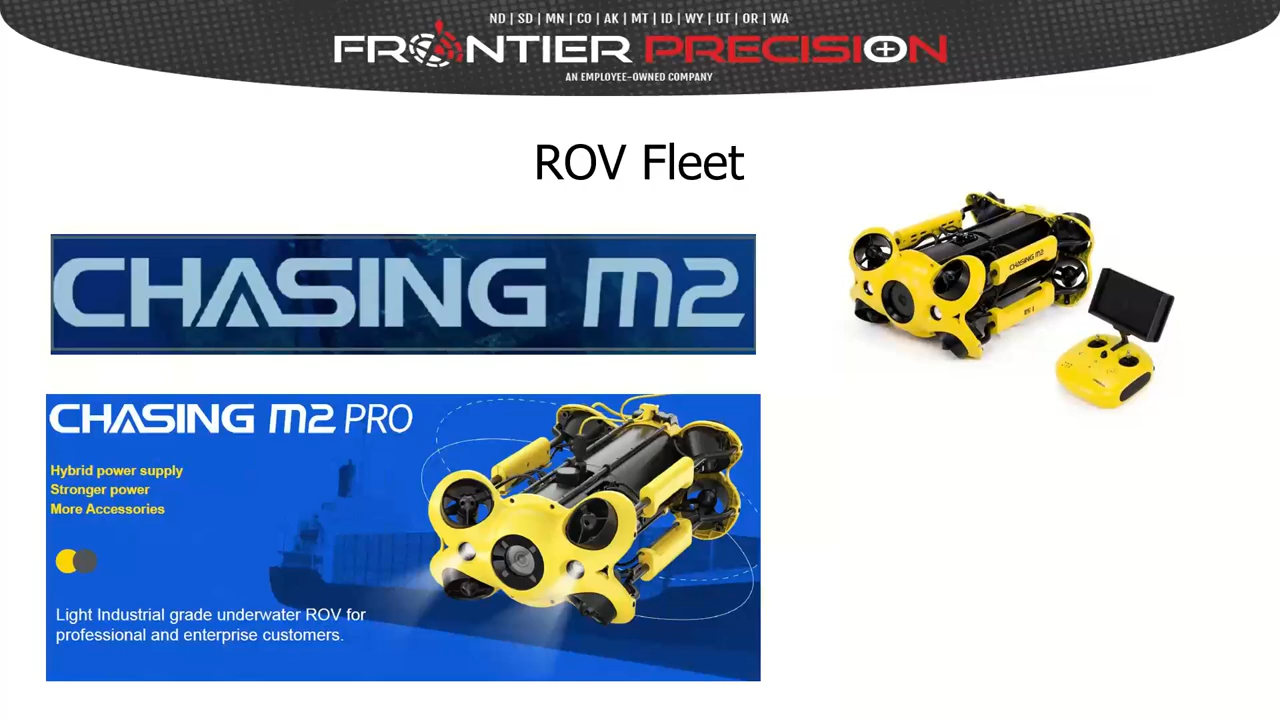 ND | SD | MN | CO | AK | MT | ID | WY | UT | OR | WA
FRONTIER PRECISION
AN EMPLOYEE-OWNED COMPANY
ROV Fleet
CHASING M2
CHASING M2
CHASING M2 PRO
Hybrid power supply
Stronger power
More Accessories
Light Industrial grade underwater ROV for
professional and enterprise customers.